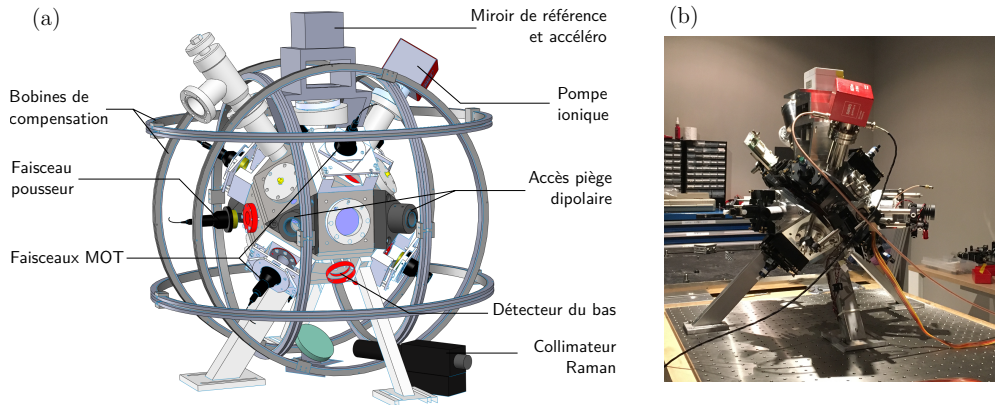 (a)
Miroir de référence
et accéléro
Bobines de
compensation
Pompe
ionique
Faisceau
pousseur
Accès piège
dipolaire
Faisceaux MOT
Détecteur du bas
Collimateur
Raman
(b)